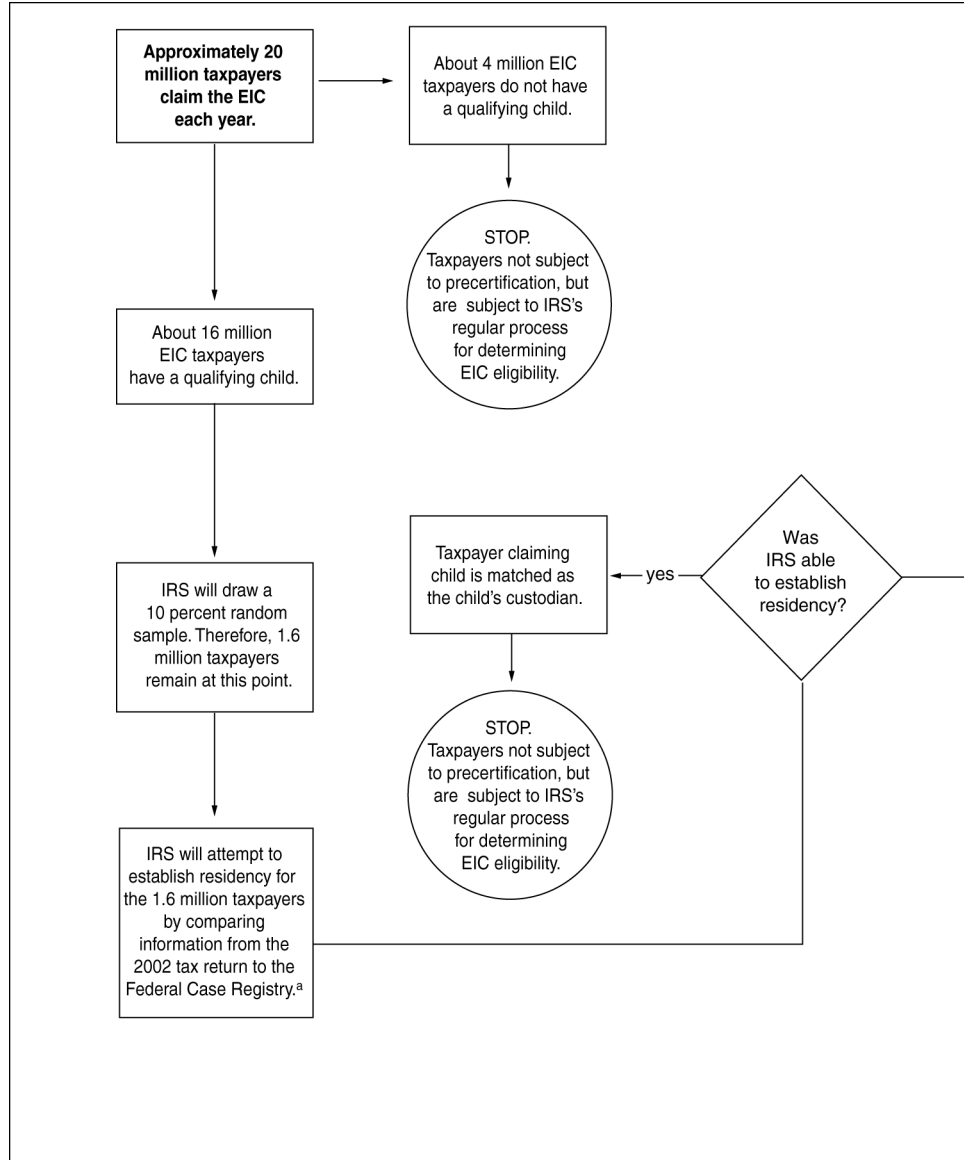 Approximately 20
million taxpayers
claim the EIC
each year.
About 4 million EIC
taxpayers do not have
a qualifying child.
STOP.
Taxpayers not subject
to precertification, but
are subject to IRS's
regular process
for determining
EIC eligibility.
About 16 million
EIC taxpayers
have a qualifying child.
IRS will draw a
10 percent random
sample. Therefore, 1.6
million taxpayers
remain at this point.
IRS will attempt to
establish residency for
the 1.6 million taxpayers
by comparing
information from the
2002 tax return to the
Federal Case Registry.a
Was
IRS able
to establish
residency?
yes
Taxpayer claiming
child is matched as
the child's custodian.
STOP.
Taxpayers not subject
to precertification, but
are subject to IRS's
regular process
for determining
EIC eligibility.